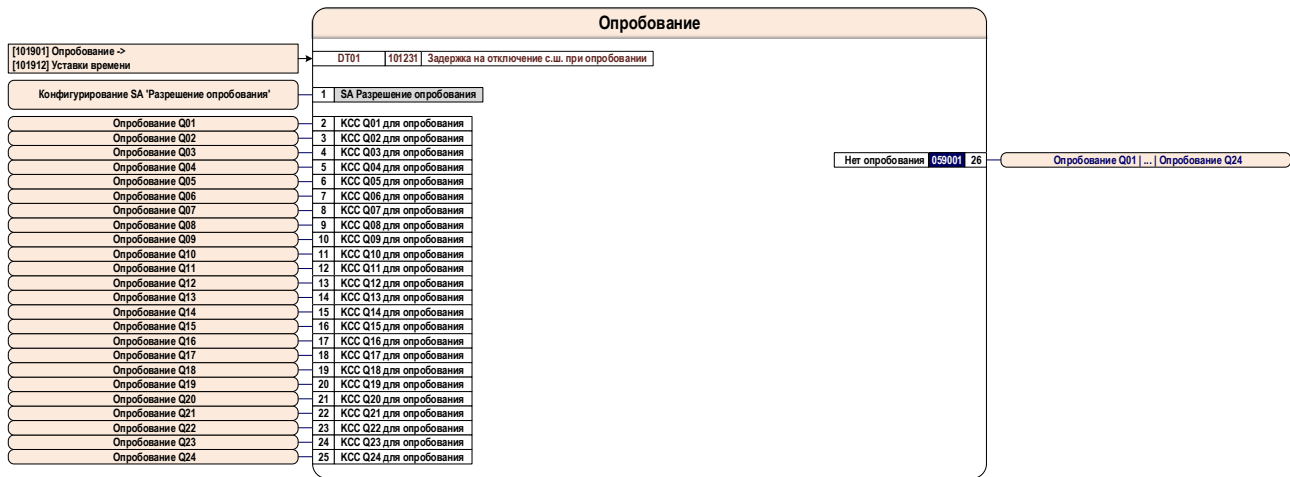 Опробование
[101901] Опробование ->
[101912] Уставки времени
DT01 101231 Задержка на отключение с.ш. при опробовании
Конфигурирование SA 'Разрешение опробования' 1 SA Разрешение опробования
Опробование Q01 2 КСС Q01 для опробования
Опробование Q02 3 КСС Q02 для опробования
Опробование Q03 4 КСС Q03 для опробования
Нет опробования 059001 26 Опробование Q01 | ... | Опробование Q24
Опробование Q04 5 КСС Q04 для опробования
Опробование Q05 6 КСС Q05 для опробования
Опробование Q06 7 КСС Q06 для опробования
Опробование Q07 8 КСС Q07 для опробования
Опробование Q08 9 КСС Q08 для опробования
Опробование Q09 10 КСС Q09 для опробования
Опробование Q10 11 КСС Q10 для опробования
Опробование Q11 12 КСС Q11 для опробования
Опробование Q12 13 КСС Q12 для опробования
Опробование Q13 14 КСС Q13 для опробования
Опробование Q14 15 КСС Q14 для опробования
Опробование Q15 16 КСС Q15 для опробования
Опробование Q16 17 КСС Q16 для опробования
Опробование Q17 18 КСС Q17 для опробования
Опробование Q18 19 КСС Q18 для опробования
Опробование Q19 20 КСС Q19 для опробования
Опробование Q20 21 КСС Q20 для опробования
Опробование Q21 22 КСС Q21 для опробования
Опробование Q22 23 КСС Q22 для опробования
Опробование Q23 24 КСС Q23 для опробования
Опробование Q24 25 КСС Q24 для опробования